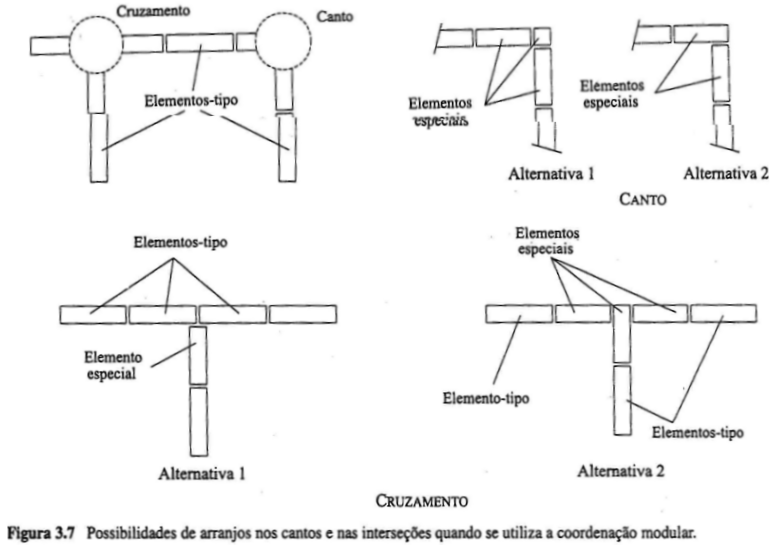 Cruzamento
Canto
Elementos-tipo
Elementos
especiais
Elementos
especiais
Alternativa 1
Alternativa 2
CANTO
Elementos-tipo
Elemento
especial
Alternativa 1
Elementos
especiais
Elemento-tipo
Elementos-tipo
Alternativa 2
CRUZAMENTO
Figura 3.7 Possibilidades de arranjos nos cantos e nas interseções quando se utiliza a coordenação modular.